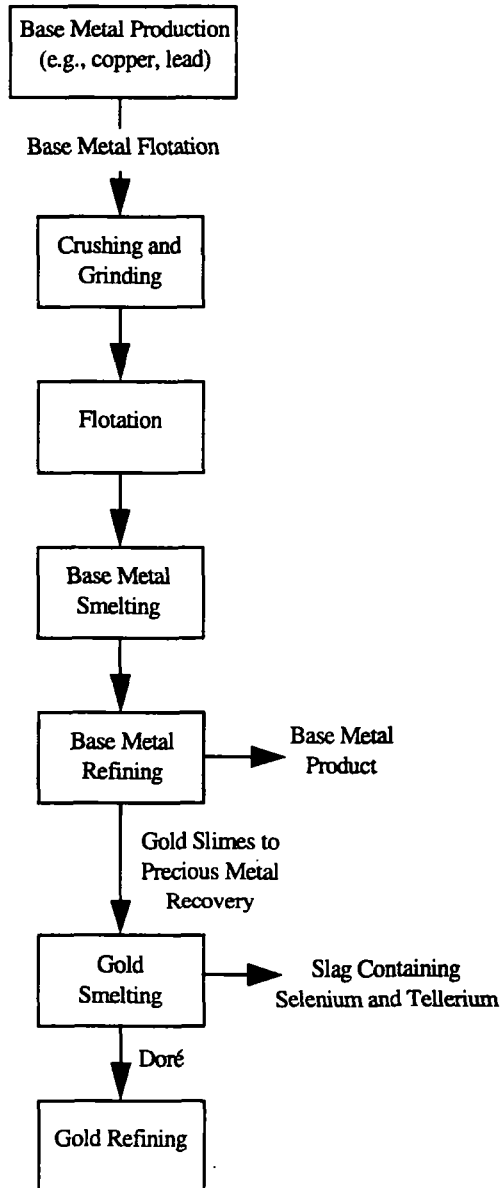 Base Metal Production
(e.g., copper, lead)
Base Metal Flotation
Crushing and
Grinding
Flotation
Base Metal
Smelting
Base Metal
Refining
Base Metal
Product
Gold Slimes to
Precious Metal
Recovery
Gold
Smelting
Slag Containing
Selenium and Tellerium
Doré
Gold Refining